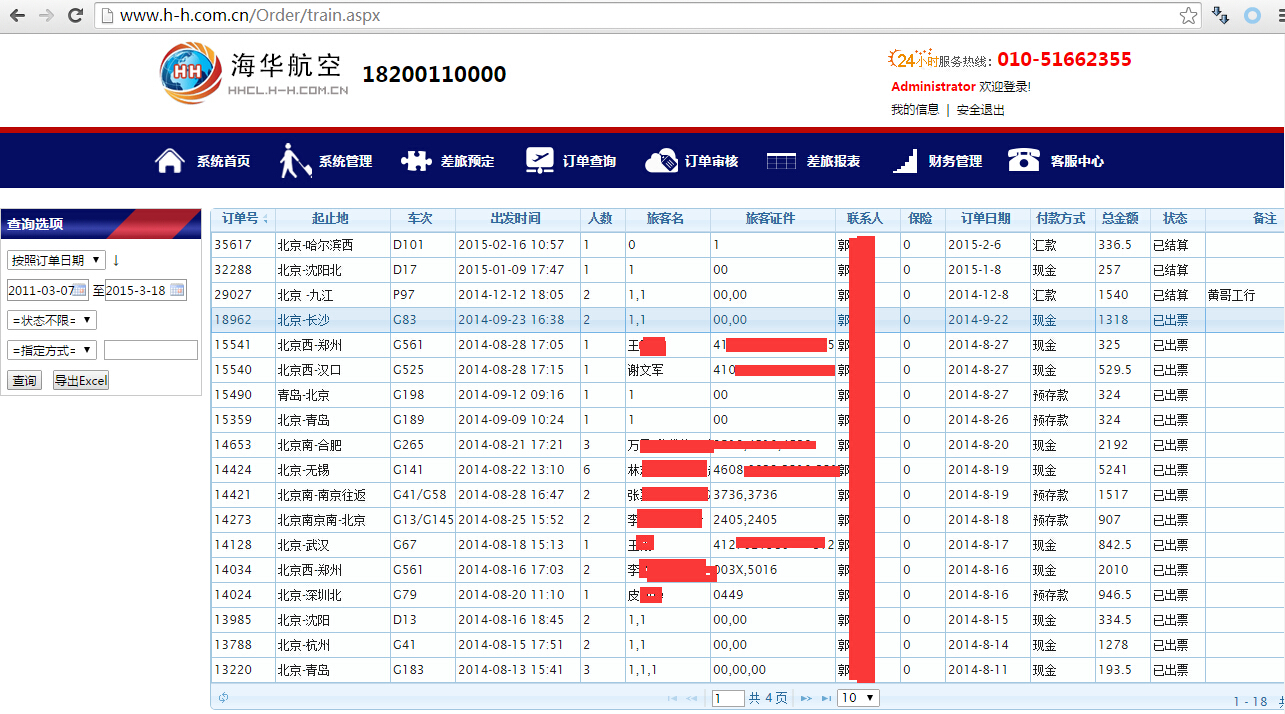 www.h-h.com.cn/Order/train.aspx
海华航空 18200110000 24小时服务热线: 010-51662355
HHCL.H-H.COM.CN
Administrator 欢迎登录!
我的信息 | 安全退出
系统首页 系统管理 差旅预定 订单查询 订单审核 差旅报表 财务管理 客服中心
查询选项
按照订单日期 ↓
2011-03-07 至 2015-3-18
=状态不限=
=指定方式=
查询 导出Excel
订单号 起止地 车次 出发时间 人数 旅客名 旅客证件 联系人 保险 订单日期 付款方式 总金额 状态 备注
35617 北京-哈尔滨西 D101 2015-02-16 10:57 1 0 1 郭 0 2015-2-6 汇款 336.5 已结算
32288 北京-沈阳北 D17 2015-01-09 17:47 1 1 00 郭 0 2015-1-8 现金 257 已结算
29027 北京 -九江 P97 2014-12-12 18:05 2 1,1 00,00 郭 0 2014-12-8 汇款 1540 已结算 黄哥工行
18962 北京-长沙 G83 2014-09-23 16:38 2 1,1 00,00 郭 0 2014-9-22 现金 1318 已出票
15541 北京西-郑州 G561 2014-08-28 17:05 1 王 41 5 郭 0 2014-8-27 现金 325 已出票
15540 北京西-汉口 G525 2014-08-28 17:15 1 谢文军 410 郭 0 2014-8-27 现金 529.5 已出票
15490 青岛-北京 G198 2014-09-12 09:16 1 1 00 郭 0 2014-8-27 预存款 324 已出票
15359 北京-青岛 G189 2014-09-09 10:24 1 1 00 郭 0 2014-8-26 预存款 324 已出票
14653 北京南-合肥 G265 2014-08-21 17:21 3 万 郭 0 2014-8-20 现金 2192 已出票
14424 北京-无锡 G141 2014-08-22 13:10 6 林 4608 郭 0 2014-8-19 现金 5241 已出票
14421 北京南-南京往返 G41/G58 2014-08-28 16:47 2 张 3736,3736 郭 0 2014-8-19 预存款 1517 已出票
14273 北京南京南-北京 G13/G145 2014-08-25 15:52 2 李 2405,2405 郭 0 2014-8-18 预存款 907 已出票
14128 北京-武汉 G67 2014-08-18 15:13 1 王 412 郭 0 2014-8-17 现金 842.5 已出票
14034 北京西-郑州 G561 2014-08-16 17:03 2 李 003X,5016 郭 0 2014-8-16 现金 2010 已出票
14024 北京-深圳北 G79 2014-08-20 11:10 1 皮 0449 郭 0 2014-8-16 预存款 946.5 已出票
13985 北京-沈阳 D13 2014-08-16 18:45 2 1,1 00,00 郭 0 2014-8-15 现金 334.5 已出票
13788 北京-杭州 G41 2014-08-15 17:51 2 1,1 00,00 郭 0 2014-8-14 现金 1278 已出票
13220 北京-青岛 G183 2014-08-13 15:41 3 1,1,1 00,00,00 郭 0 2014-8-11 现金 193.5 已出票
1 共 4 页 10 1 - 18